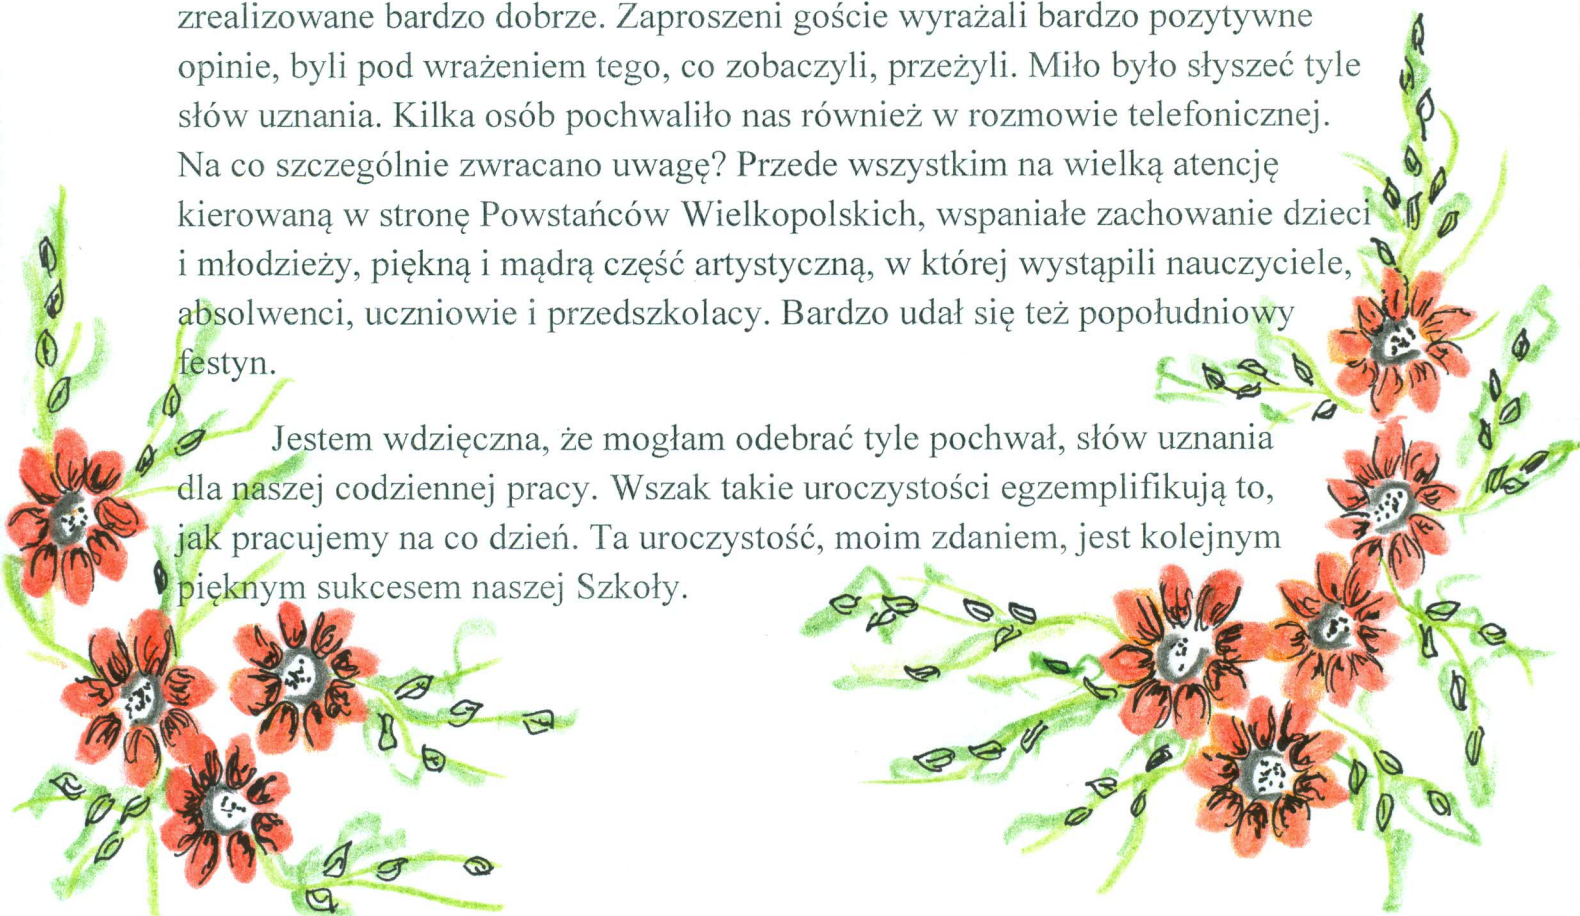 zrealizowane bardzo dobrze. Zaproszeni goście wyrażali bardzo pozytywne
opinie, byli pod wrażeniem tego, co zobaczyli, przeżyli. Miło było słyszeć tyle
słów uznania. Kilka osób pochwaliło nas również w rozmowie telefonicznej.
Na co szczególnie zwracano uwagę? Przede wszystkim na wielką atencję
kierowaną w stronę Powstańców Wielkopolskich, wspaniałe zachowanie dzieci
i młodzieży, piękną i mądrą część artystyczną, w której wystąpili nauczyciele,
absolwenci, uczniowie i przedszkolacy. Bardzo udał się też popołudniowy
festyn.
Jestem wdzięczna, że mogłam odebrać tyle pochwał, słów uznania
dla naszej codziennej pracy. Wszak takie uroczystości egzemplifikują to,
jak pracujemy na co dzień. Ta uroczystość, moim zdaniem, jest kolejnym
pięknym sukcesem naszej Szkoły.